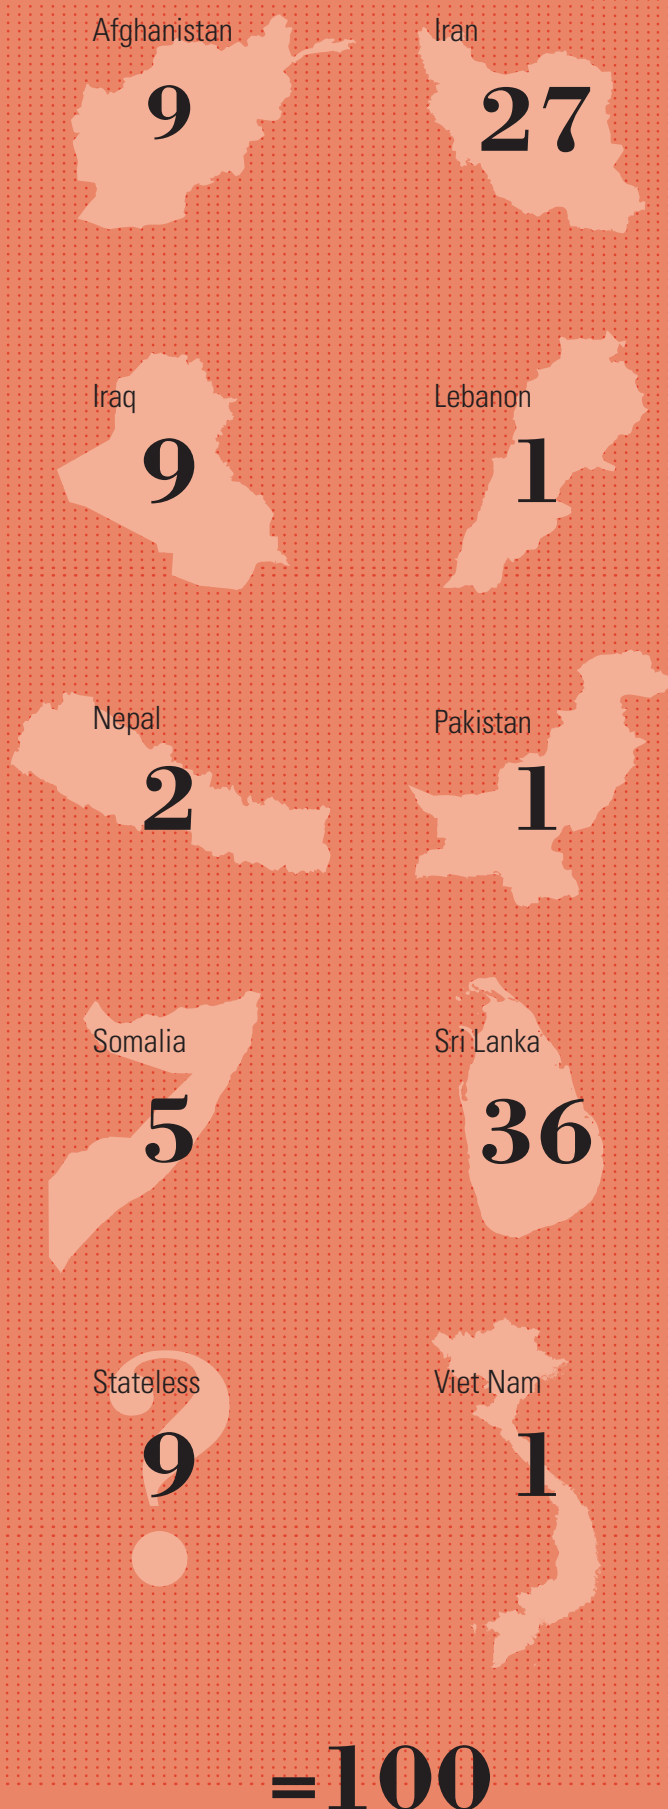 Afghanistan
9
Iran
27
Iraq
9
Lebanon
1
Nepal
2
Pakistan
1
Somalia
5
Sri Lanka
36
Stateless
?
9
Viet Nam
1
=100